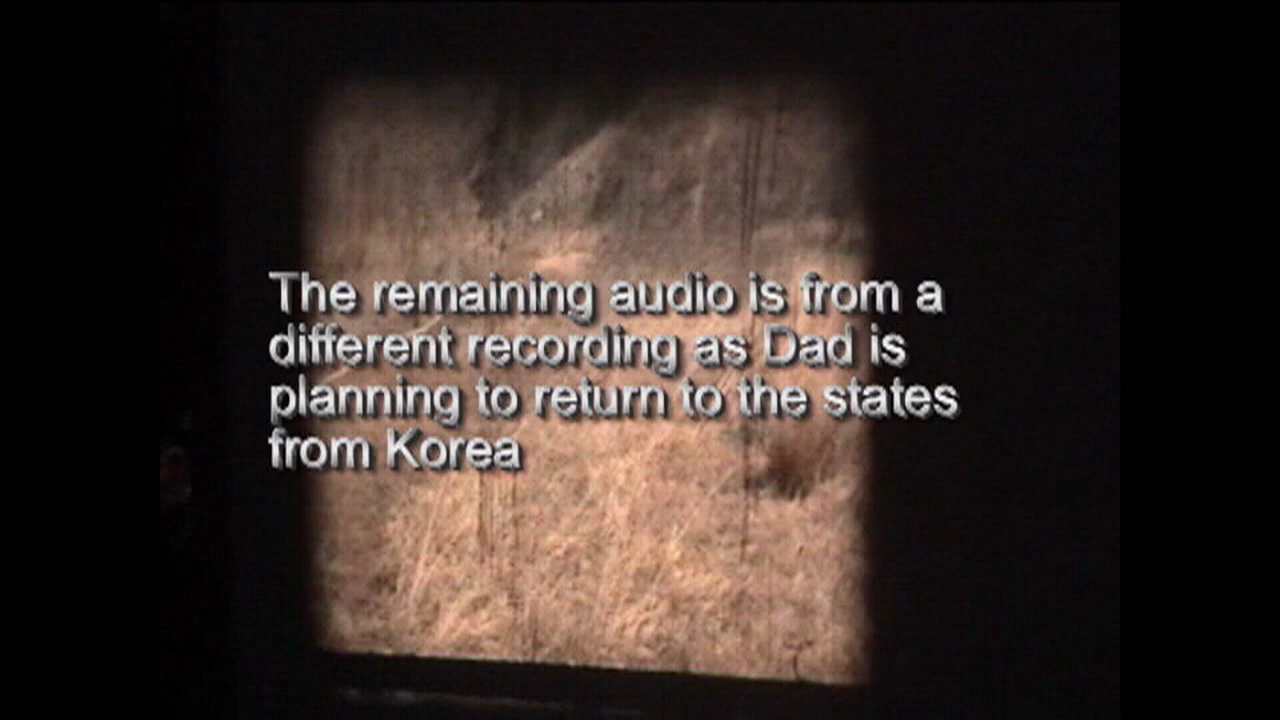 The remaining audio is from a
different recording as Dad is
planning to return to the states
from Korea